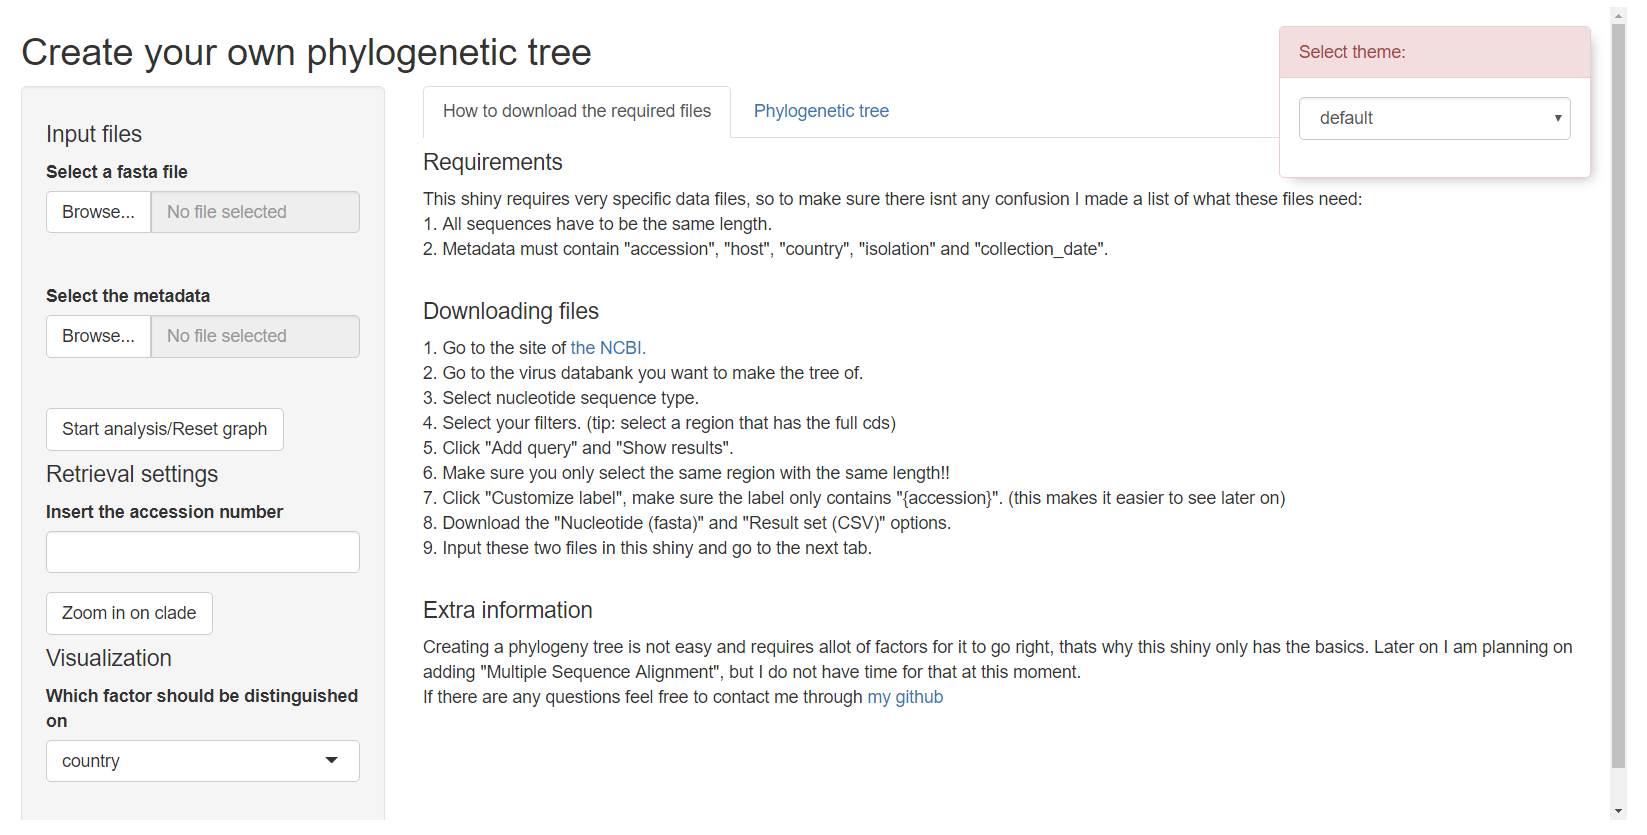 Create your own phylogenetic tree
Select theme:
default
Input files
Select a fasta file
Browse... No file selected
Select the metadata
Browse... No file selected
Start analysis/Reset graph
Retrieval settings
Insert the accession number
Zoom in on clade
Visualization
Which factor should be distinguished
on
country
How to download the required files Phylogenetic tree
Requirements
This shiny requires very specific data files, so to make sure there isnt any confusion I made a list of what these files need:
1. All sequences have to be the same length.
2. Metadata must contain "accession", "host", "country", "isolation" and "collection_date".
Downloading files
1. Go to the site of the NCBI.
2. Go to the virus databank you want to make the tree of.
3. Select nucleotide sequence type.
4. Select your filters. (tip: select a region that has the full cds)
5. Click "Add query" and "Show results".
6. Make sure you only select the same region with the same length!!
7. Click "Customize label", make sure the label only contains "{accession}". (this makes it easier to see later on)
8. Download the "Nucleotide (fasta)" and "Result set (CSV)" options.
9. Input these two files in this shiny and go to the next tab.
Extra information
Creating a phylogeny tree is not easy and requires allot of factors for it to go right, thats why this shiny only has the basics. Later on I am planning on
adding "Multiple Sequence Alignment", but I do not have time for that at this moment.
If there are any questions feel free to contact me through my github